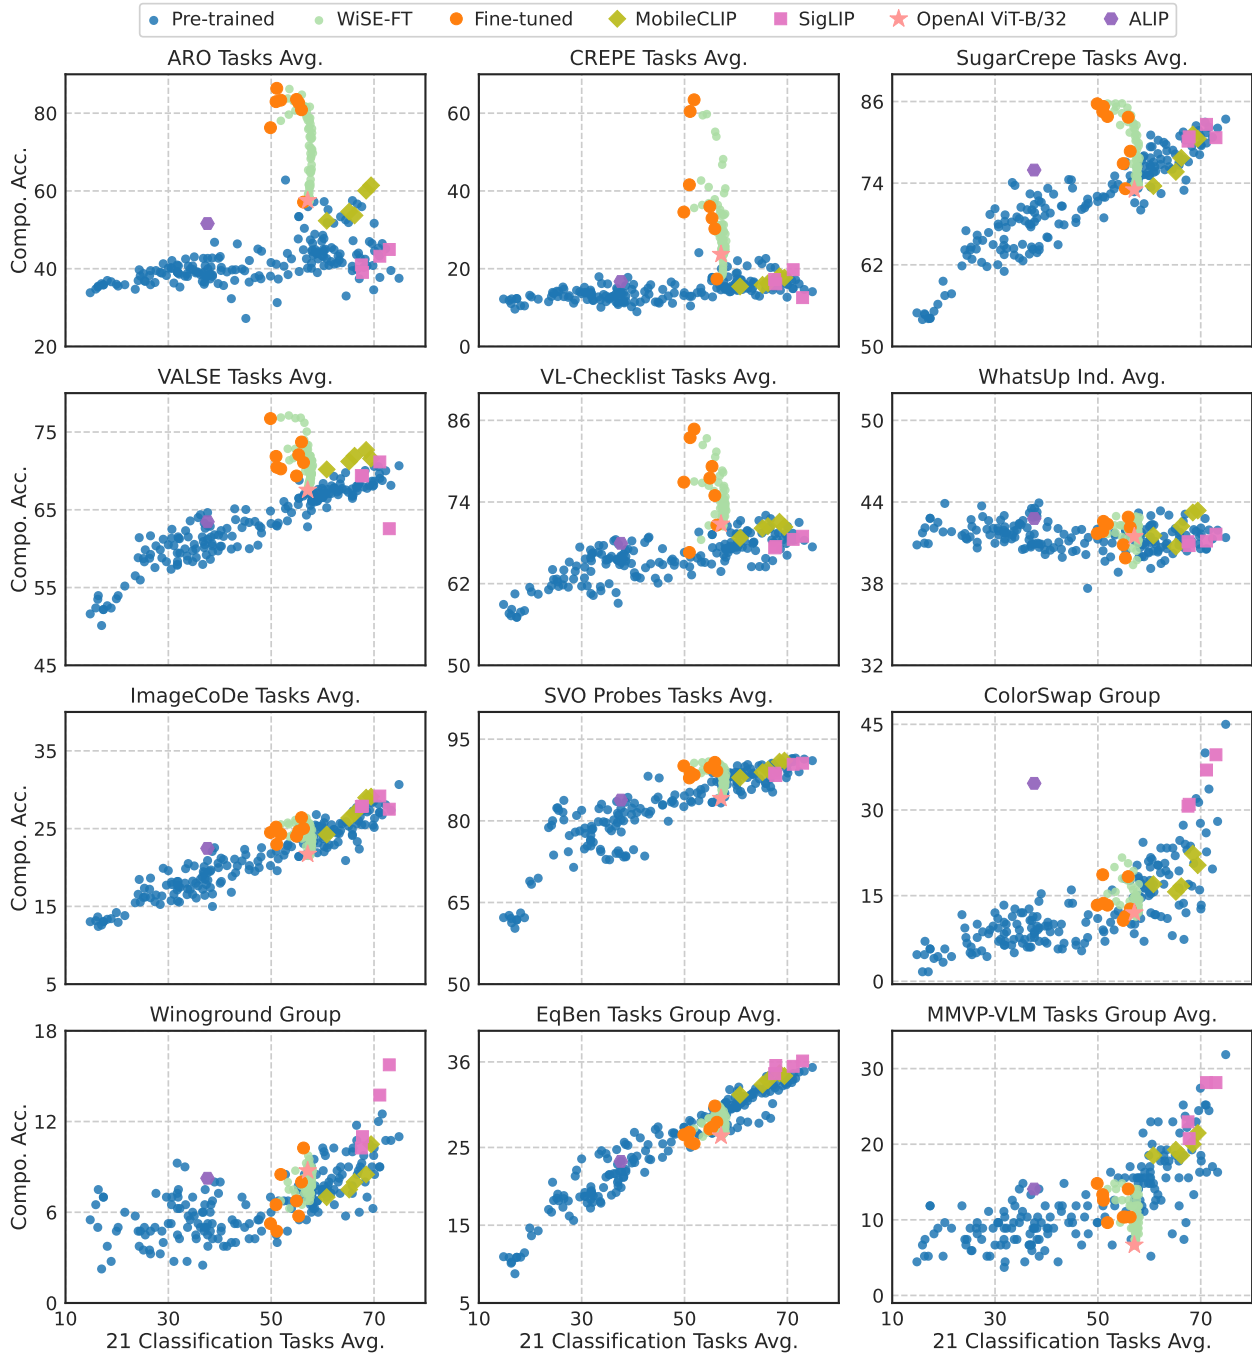 Pre-trained WiSE-FT Fine-tuned MobileCLIP SigLIP OpenAI ViT-B/32 ALIP
ARO Tasks Avg. CREPE Tasks Avg. SugarCrepe Tasks Avg.
Compo. Acc.
80 60 86
60 40 74
40 20 62
20 0 50
VALSE Tasks Avg. VL-Checklist Tasks Avg. WhatsUp Ind. Avg.
Compo. Acc.
75 86 50
65 74 44
55 62 38
45 50 32
ImageCoDe Tasks Avg. SVO Probes Tasks Avg. ColorSwap Group
Compo. Acc.
35 95 45
25 80 30
15 65 15
5 50 0
Winoground Group EqBen Tasks Group Avg. MMVP-VLM Tasks Group Avg.
Compo. Acc.
18 36 30
12 25 20
6 15 10
0 5 0
10 30 50 70 10 30 50 70 10 30 50 70
21 Classification Tasks Avg. 21 Classification Tasks Avg. 21 Classification Tasks Avg.